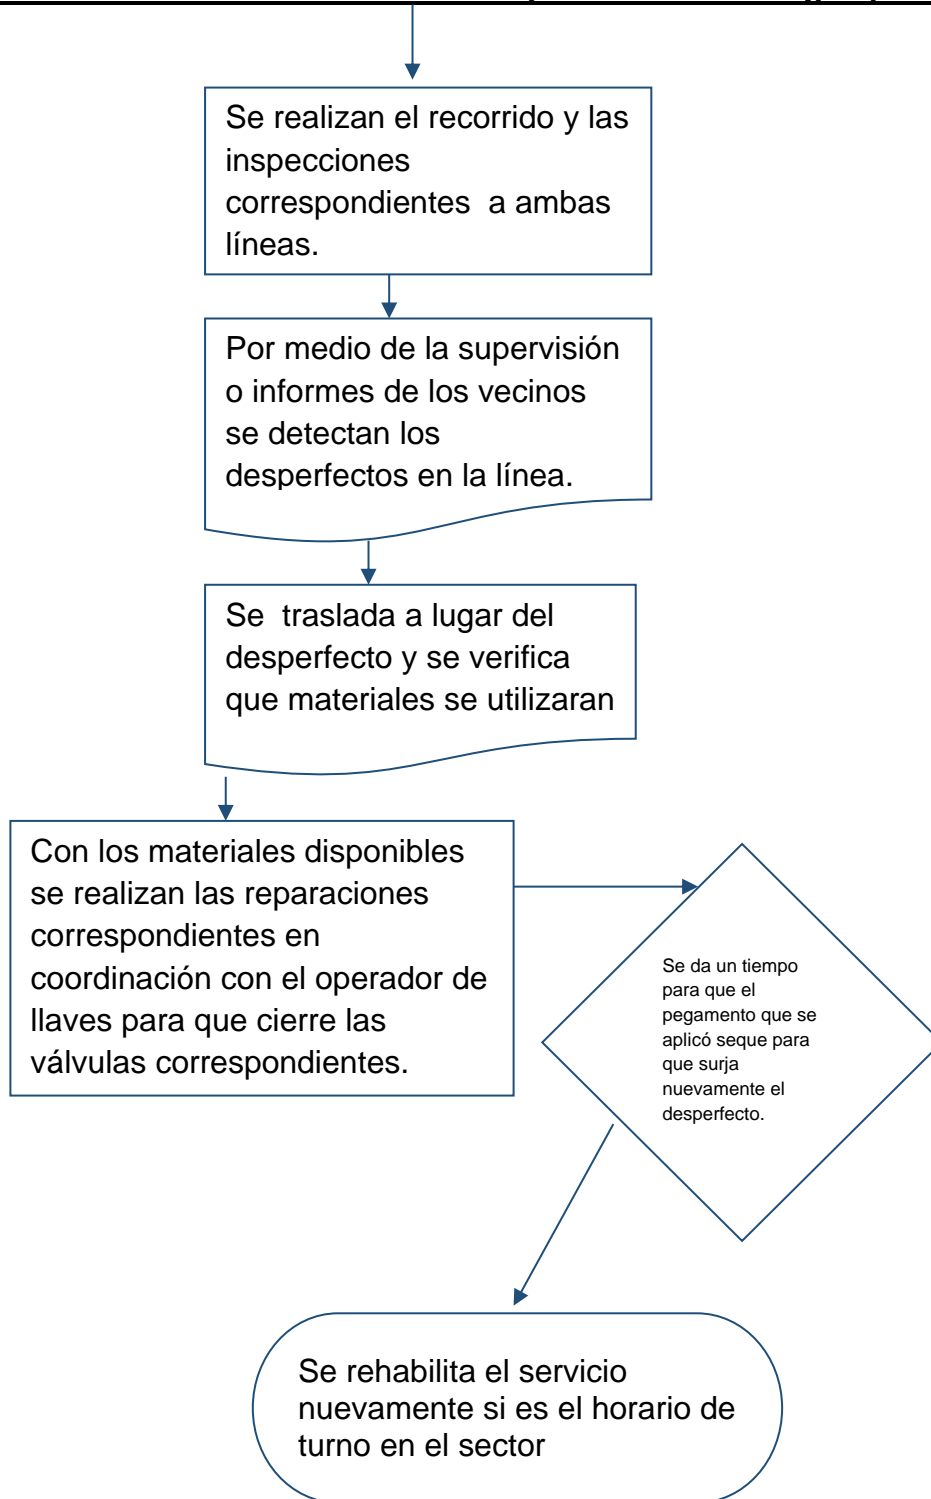 Se realizan el recorrido y las
inspecciones
correspondientes  a ambas
líneas.
Por medio de la supervisión
o informes de los vecinos
se detectan los
desperfectos en la línea.
Se  traslada a lugar del
desperfecto y se verifica
que materiales se utilizaran
Con los materiales disponibles
se realizan las reparaciones
correspondientes en
coordinación con el operador de
llaves para que cierre las
válvulas correspondientes.
Se da un tiempo
para que el
pegamento que se
aplicó seque para
que surja
nuevamente el
desperfecto.
Se rehabilita el servicio
nuevamente si es el horario de
turno en el sector